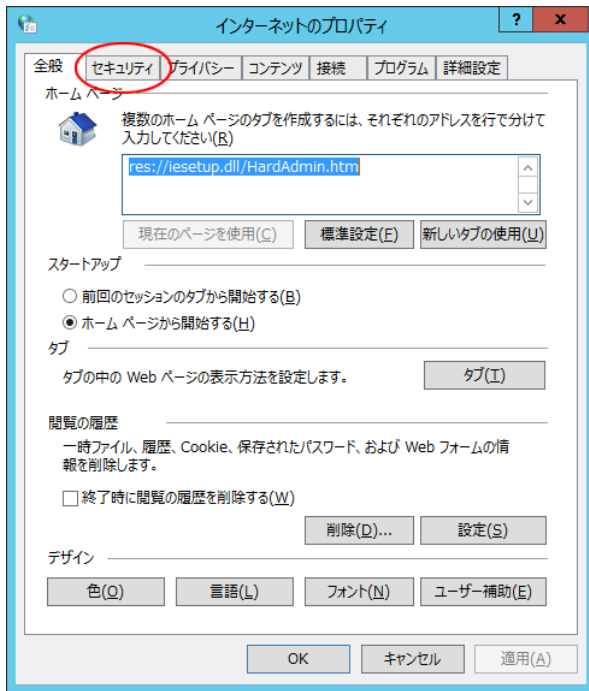 インターネットのプロパティ
? x
全般 セキュリティ プライバシー コンテンツ 接続 プログラム 詳細設定
ホーム ページ
複数のホーム ページのタブを作成するには、それぞれのアドレスを行で分けて
入力してください(R)
res://iesetup.dll/HardAdmin.htm
現在のページを使用(C) 標準設定(F) 新しいタブの使用(U)
スタートアップ
前回のセッションのタブから開始する(B)
ホーム ページから開始する(H)
タブ
タブの中の Web ページの表示方法を設定します。 タブ(T)
閲覧の履歴
一時ファイル、履歴、Cookie、保存されたパスワード、および Web フォームの情
報を削除します。
終了時に閲覧の履歴を削除する(W)
削除(D)... 設定(S)
デザイン
色(O) 言語(L) フォント(N) ユーザー補助(E)
OK キャンセル 適用(A)